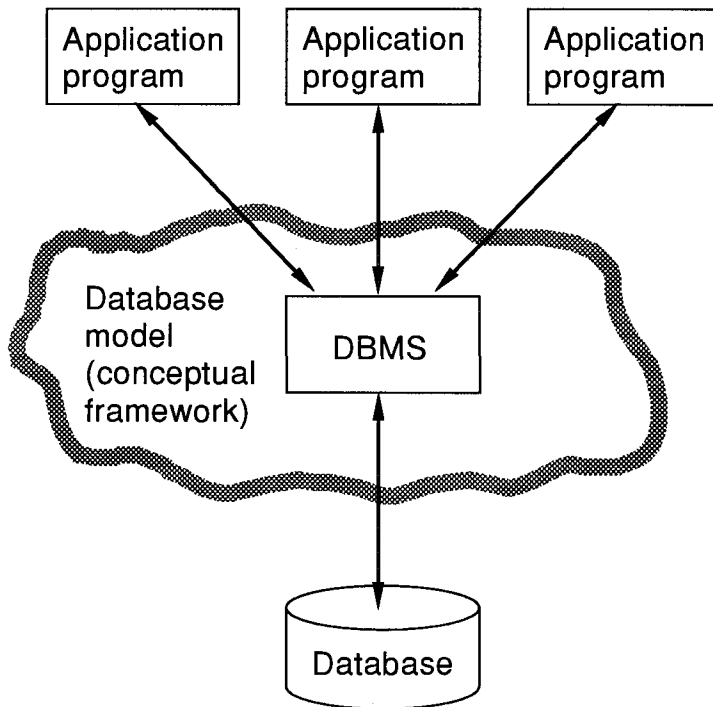 Application
program
Application
program
Application
program
Database
model
(conceptual
framework)
DBMS
Database